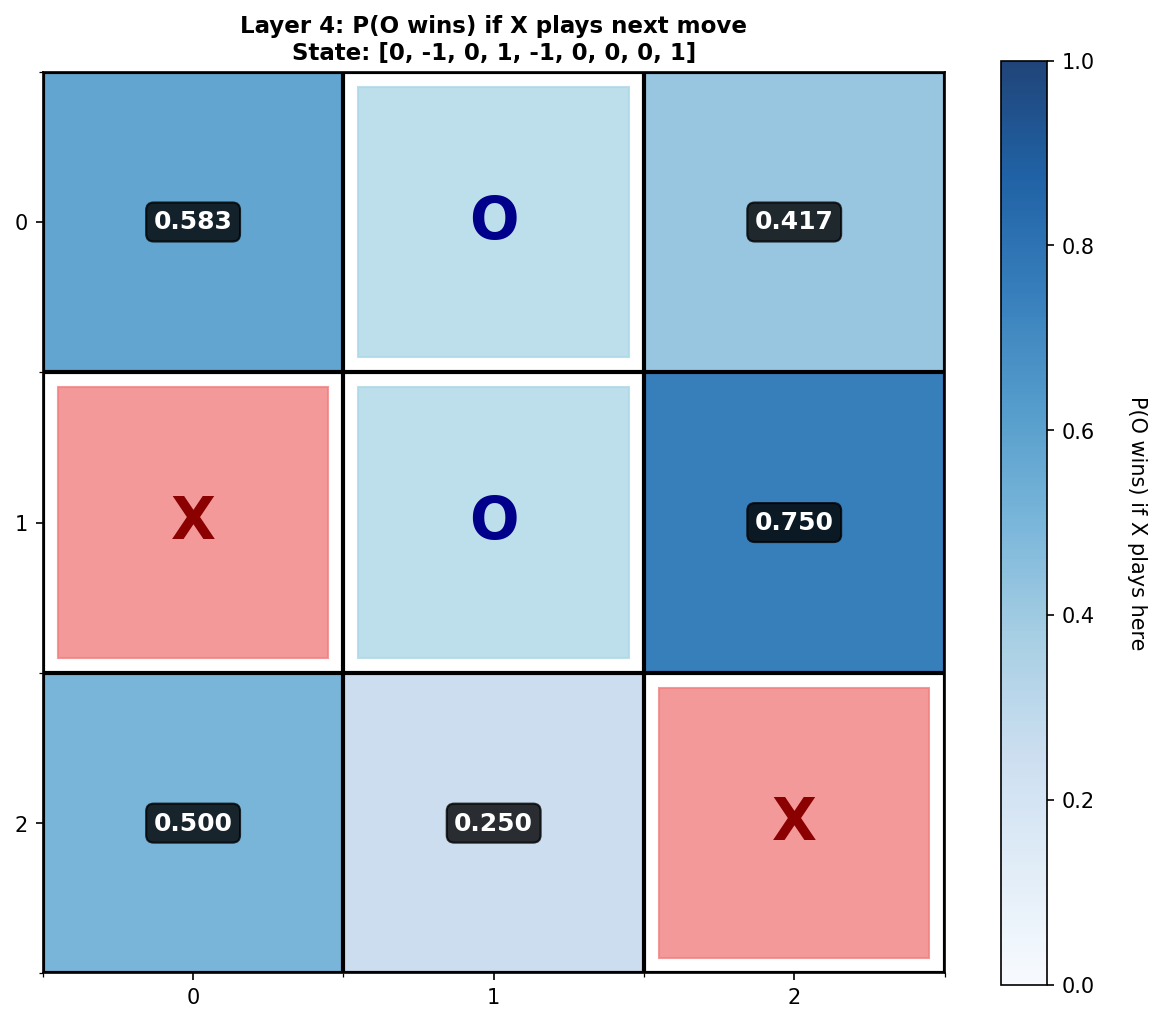 Layer 4: P(O wins) if X plays next move
State: [0, -1, 0, 1, -1, 0, 0, 0, 1]
0.583
O
0.417
X
O
0.750
0.500
0.250
X
0
1
2
0
1
2
1.0
0.8
0.6
0.4
0.2
0.0
P(O wins) if X plays here